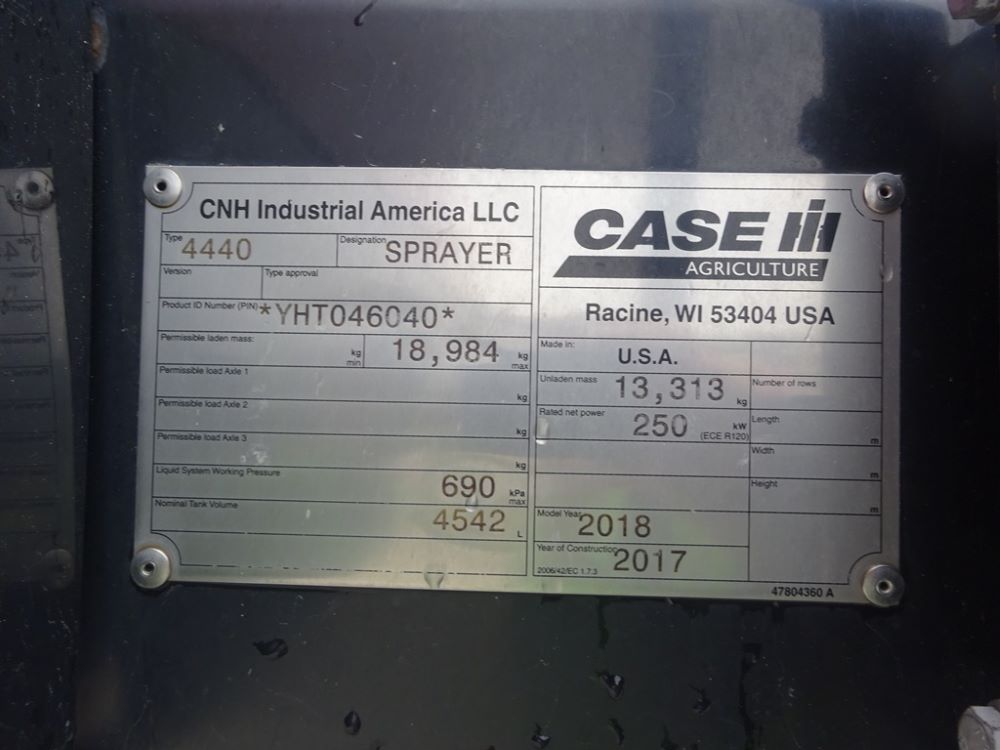 CNH Industrial America LLC
Type 4440 Designation SPRAYER
Version Type approval
Product ID Number (PIN) *YHT046040*
Permissible laden mass: kg min 18,984 kg max
Permissible load Axle 1 kg
Permissible load Axle 2 kg
Permissible load Axle 3 kg
Liquid System Working Pressure 690 kPa max
Nominal Tank Volume 4542 L
CASE IH
AGRICULTURE
Racine, WI 53404 USA
Made in: U.S.A.
Unladen mass 13,313 kg Number of rows
Rated net power 250 kW (ECE R120) Length m
Width m
Height m
Model Year 2018
Year of Construction 2017
2006/42/EC 1.7.3
47804360 A